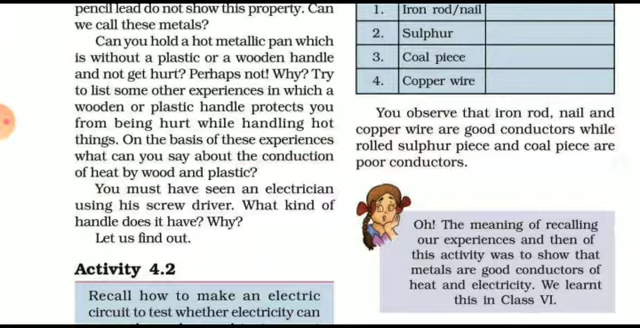 pencil lead do not show this property. Can
we call these metals?
Can you hold a hot metallic pan which
is without a plastic or a wooden handle
and not get hurt? Perhaps not! Why? Try
to list some other experiences in which a
wooden or plastic handle protects you
from being hurt while handling hot
things. On the basis of these experiences
what can you say about the conduction
of heat by wood and plastic?
You must have seen an electrician
using his screw driver. What kind of
handle does it have? Why?
Let us find out.
Activity 4.2
Recall how to make an electric
circuit to test whether electricity can
1. Iron rod/nail
2. Sulphur
3. Coal piece
4. Copper wire
You observe that iron rod, nail and
copper wire are good conductors while
rolled sulphur piece and coal piece are
poor conductors.
Oh! The meaning of recalling
our experiences and then of
this activity was to show that
metals are good conductors of
heat and electricity. We learnt
this in Class VI.